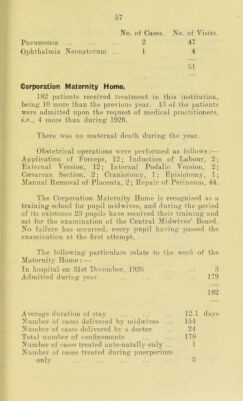 57
No. of Cases. No. of Visits.
Pneumonia ... ... ... 2 47
Ophthalmia Neonatorum ... 1 4
51
Corporation Maternity Home.
182 patients received treatment in this institution,
being 10 more than the previous year. 13 of the patients
were admitted upon the request of medical practitioners,
i.e., 4 more than during 1926.
There was no maternal death during the year.
Obstetrical operations were performed as follows:—
Application of Forceps, 12; Induction of Labour, 2;
External Version, 12; Internal Podalic Version, 2;
Cæsarean Section, 2; Craniotomy, 1; Episiotomy, 1;
Manual Removal of Placenta, 2; Repair of Perineum, 44.
The Corporation Maternity Home is recognised as a
training school for pupil midwives, and during the period
of its existence 23 pupils have received their training and
sat for the examination of the Central Midwives' Board.
No failure has occurred, every pupil having passed the
examination at the first attempt.
The following particulars relate to the work of the
Maternity Home:—
In hospital on 31st December, 1926 ... ... 3
Admitted during year ... ... ... ... 179
182
Average duration of stay ... ... ... 12.1 days
Number of cases delivered by midwives ... 154
Number of cases delivered by a doctor ... 24
Total number of confinements ... ... 178
Number of cases treated ante-natally only ... 1
Number of cases treated during puerperium
only ... ... ... ... ... 3